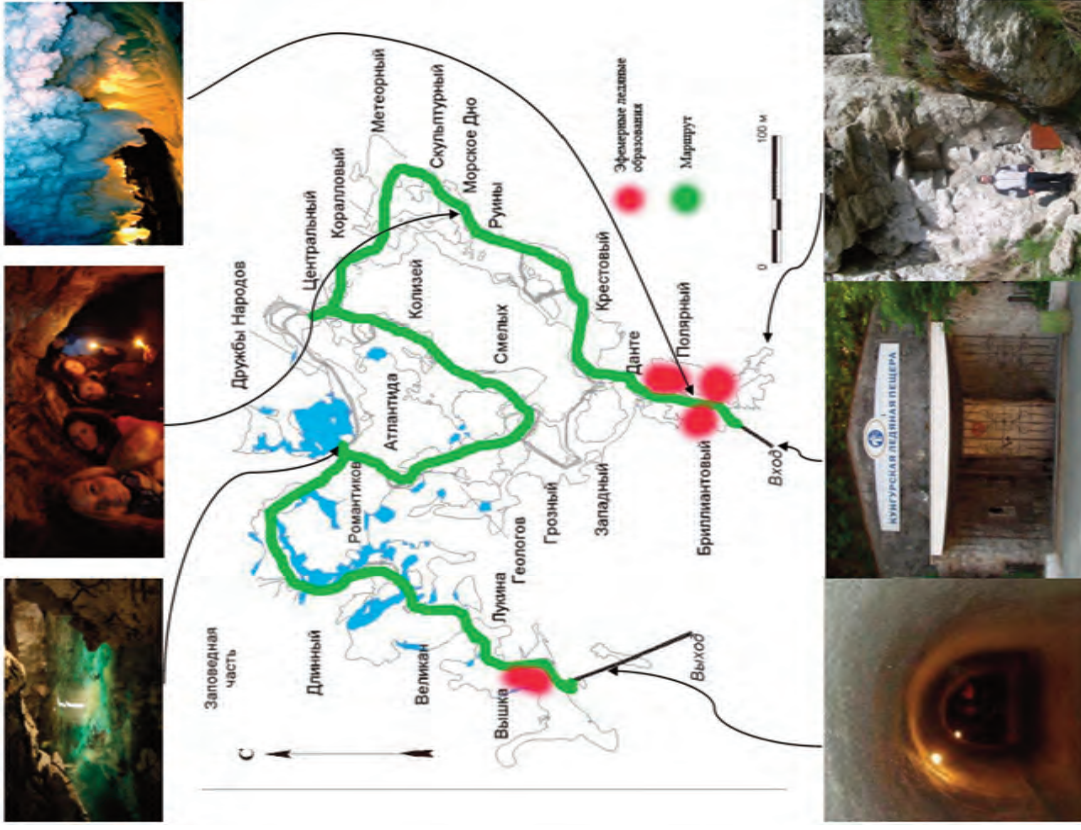 КУНГУРСКАЯ ЛЕДЯНАЯ ПЕЩЕРА
С
Заповедная
часть
Длинный
Великан
Вышка
Выход
Лукина
Геологов
Грозный
Западный
Романтиков
Атлантида
Дружбы Народов
Центральный
Коралловый
Метеорный
Скульптурный
Морское Дно
Руины
Колизей
Смелых
Крестовый
Данте
Полярный
Бриллиантовый
Вход
Эфемерные ледяные
образования
Маршрут
0
100 м